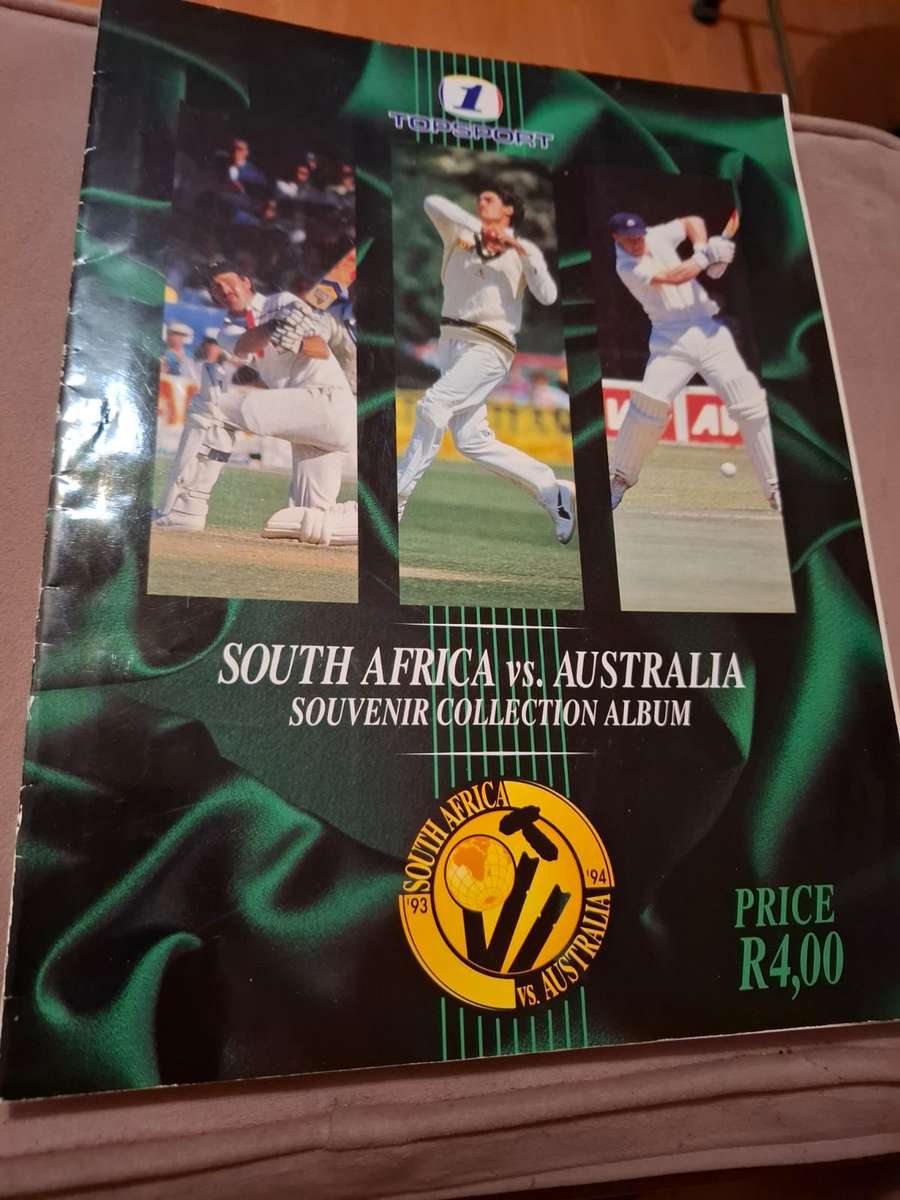 1
TOPSPORT
SOUTH AFRICA vs. AUSTRALIA
SOUVENIR COLLECTION ALBUM
SOUTH AFRICA
'93
'94
vs. AUSTRALIA
PRICE
R4,00